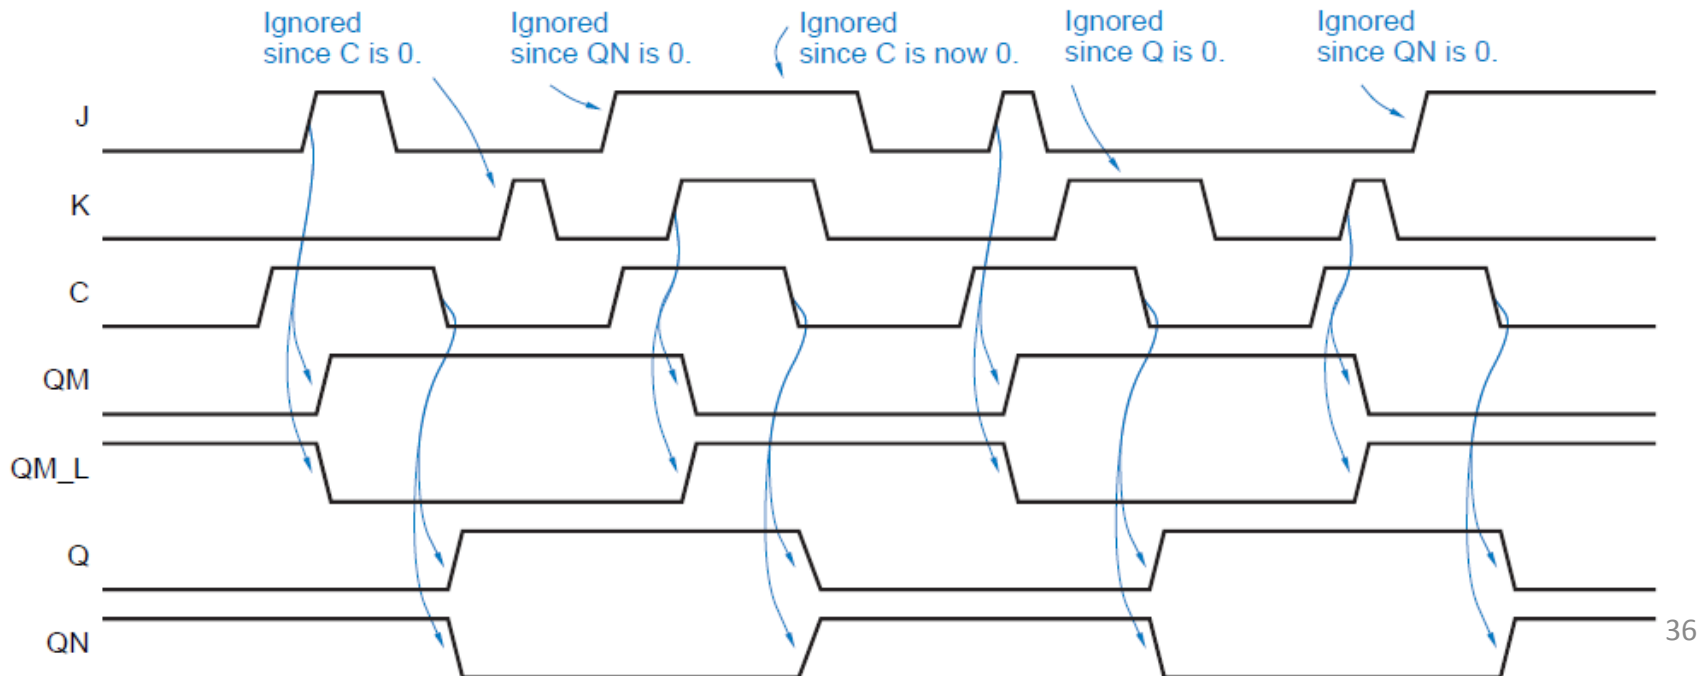 Ignored
since C is 0.
Ignored
since QN is 0.
Ignored
since C is now 0.
Ignored
since Q is 0.
Ignored
since QN is 0.
J
K
C
QM
QM_L
Q
QN
36